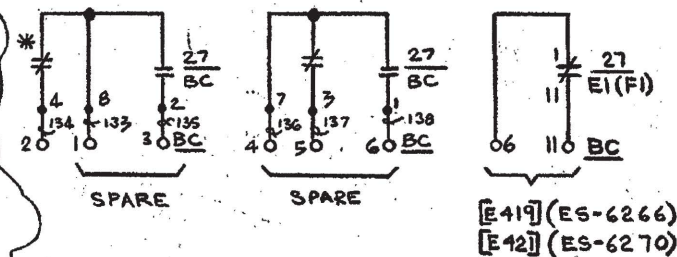 *
27
BC
4
8
2
134
133
135
2
1
3
BC
SPARE
27
BC
7
3
1
136
137
138
4
5
6
BC
SPARE
1
27
E1(F1)
11
6
11
BC
[E419] (ES-6266)
[E421] (ES-6270)